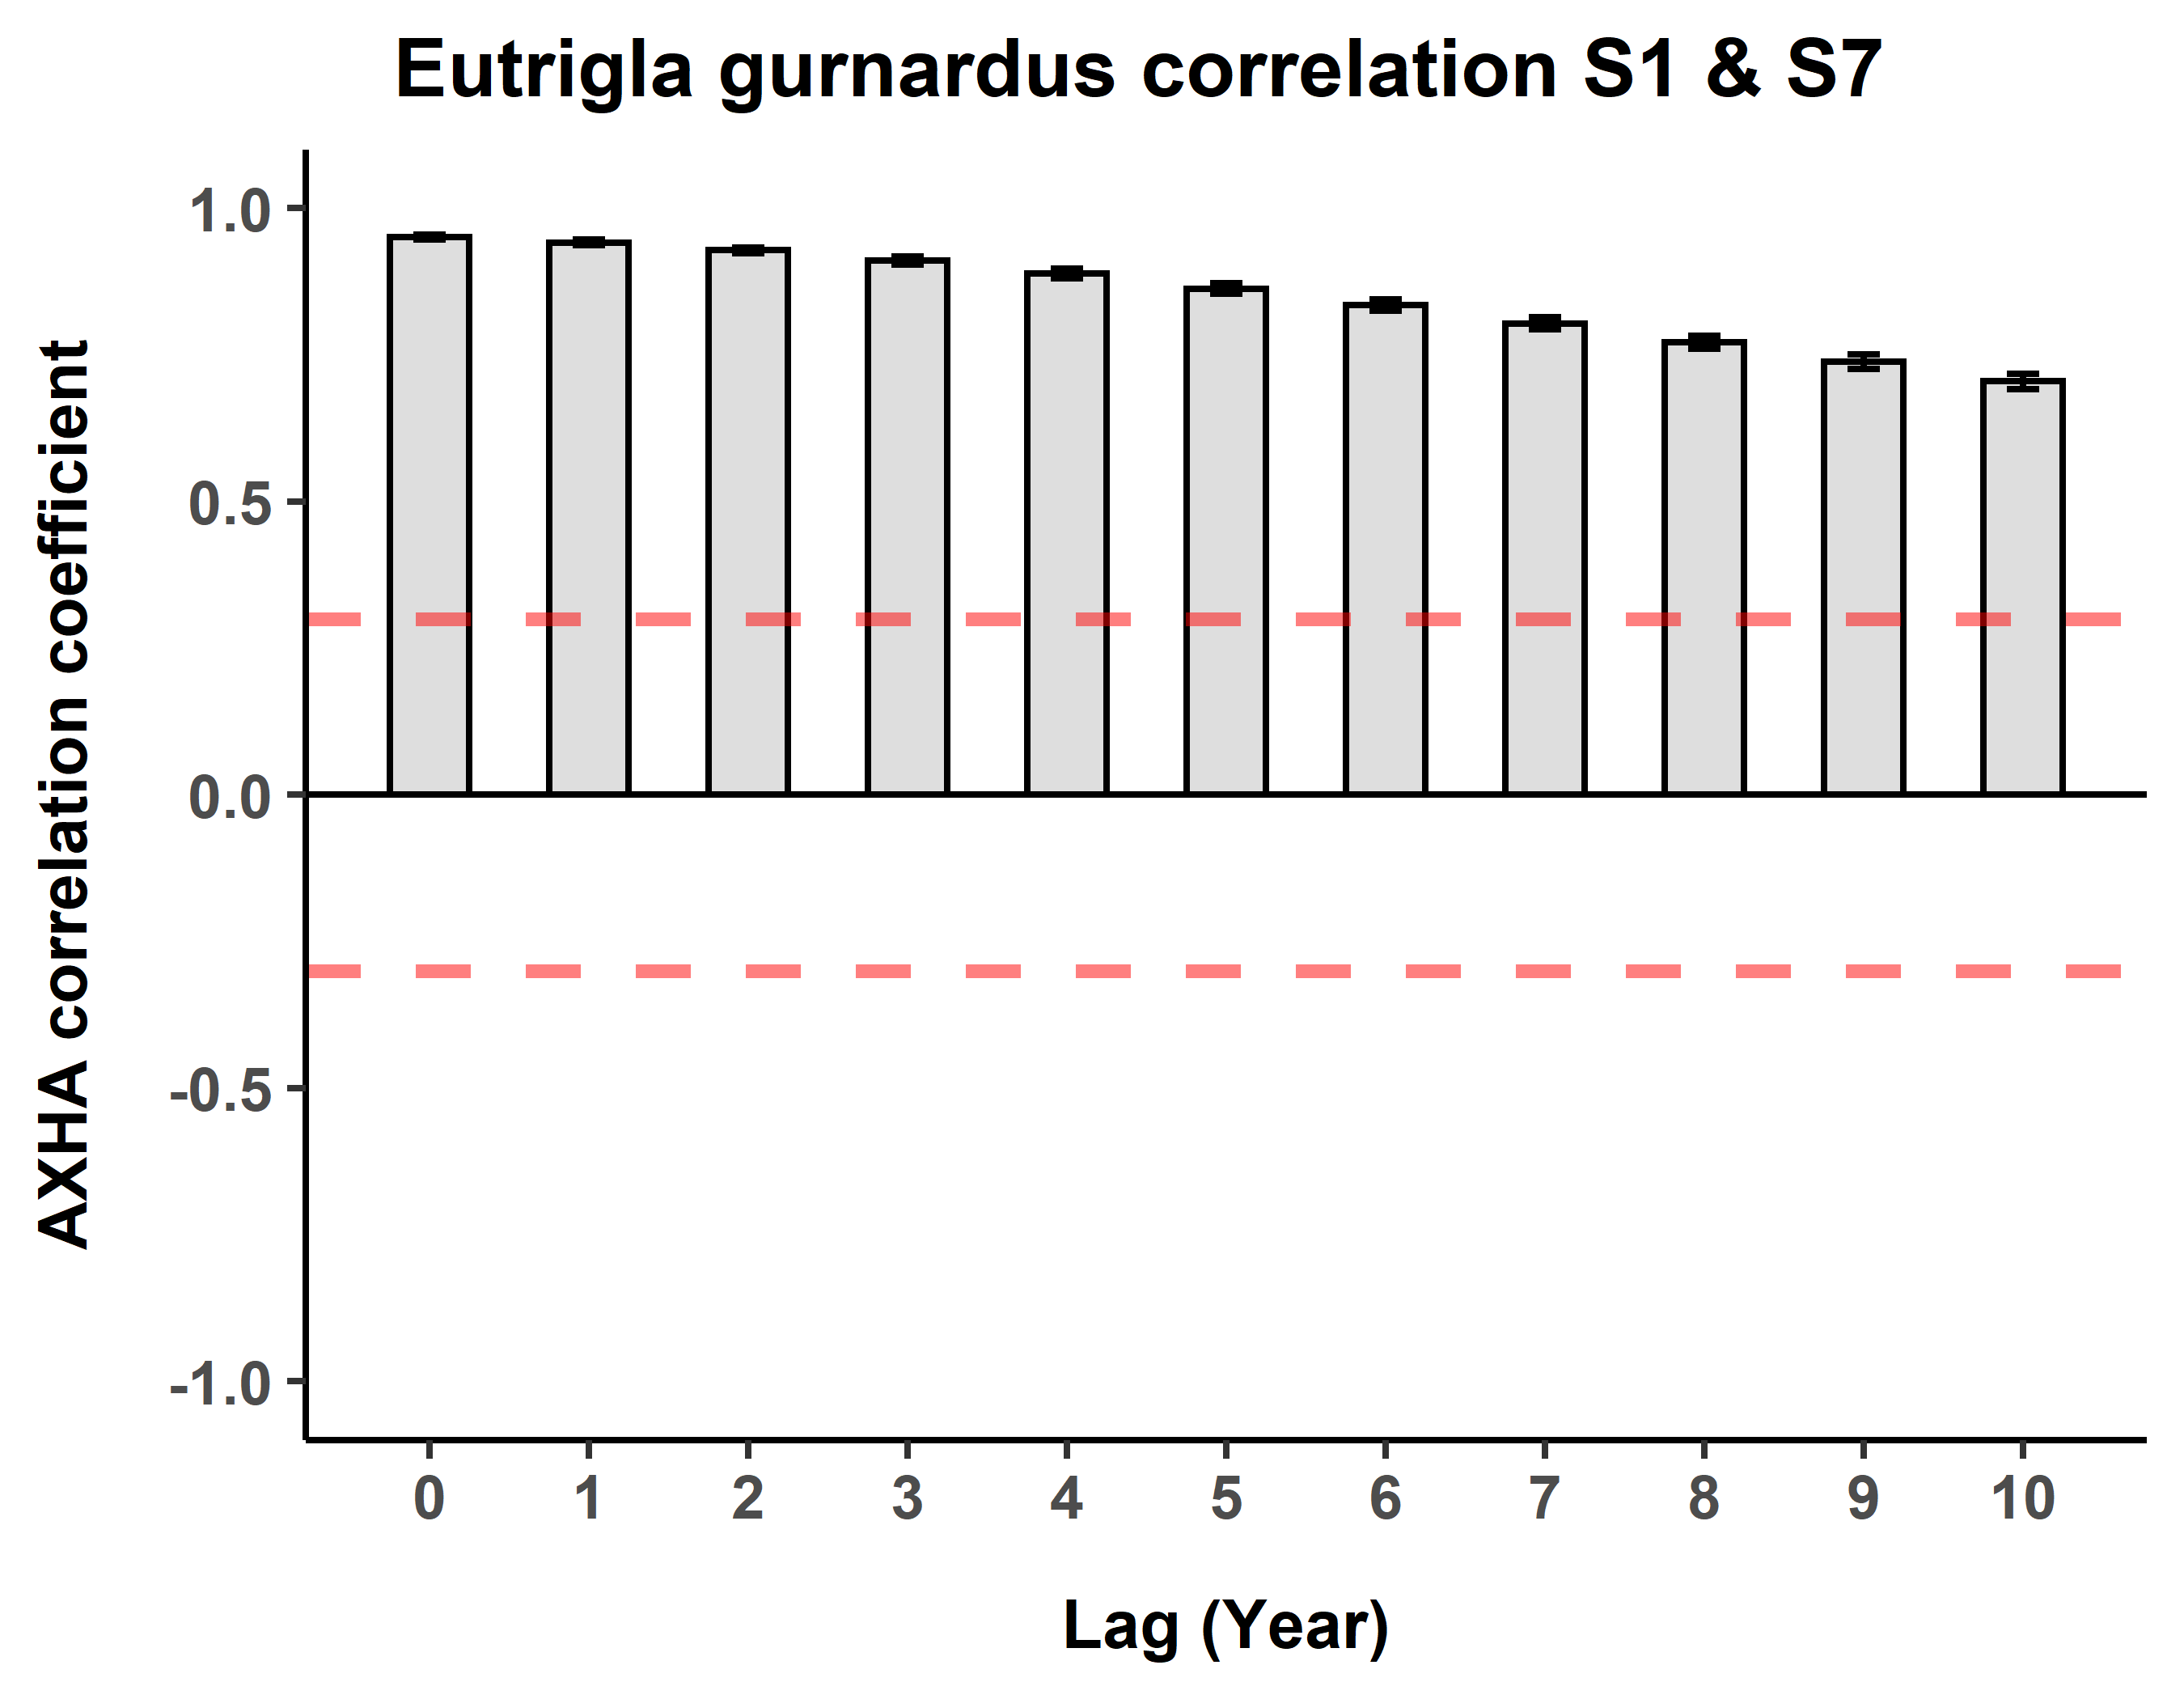 Eutrigla gurnardus correlation S1 & S7
AXHA correlation coefficient
1.0
0.5
0.0
-0.5
-1.0
0 1 2 3 4 5 6 7 8 9 10
Lag (Year)